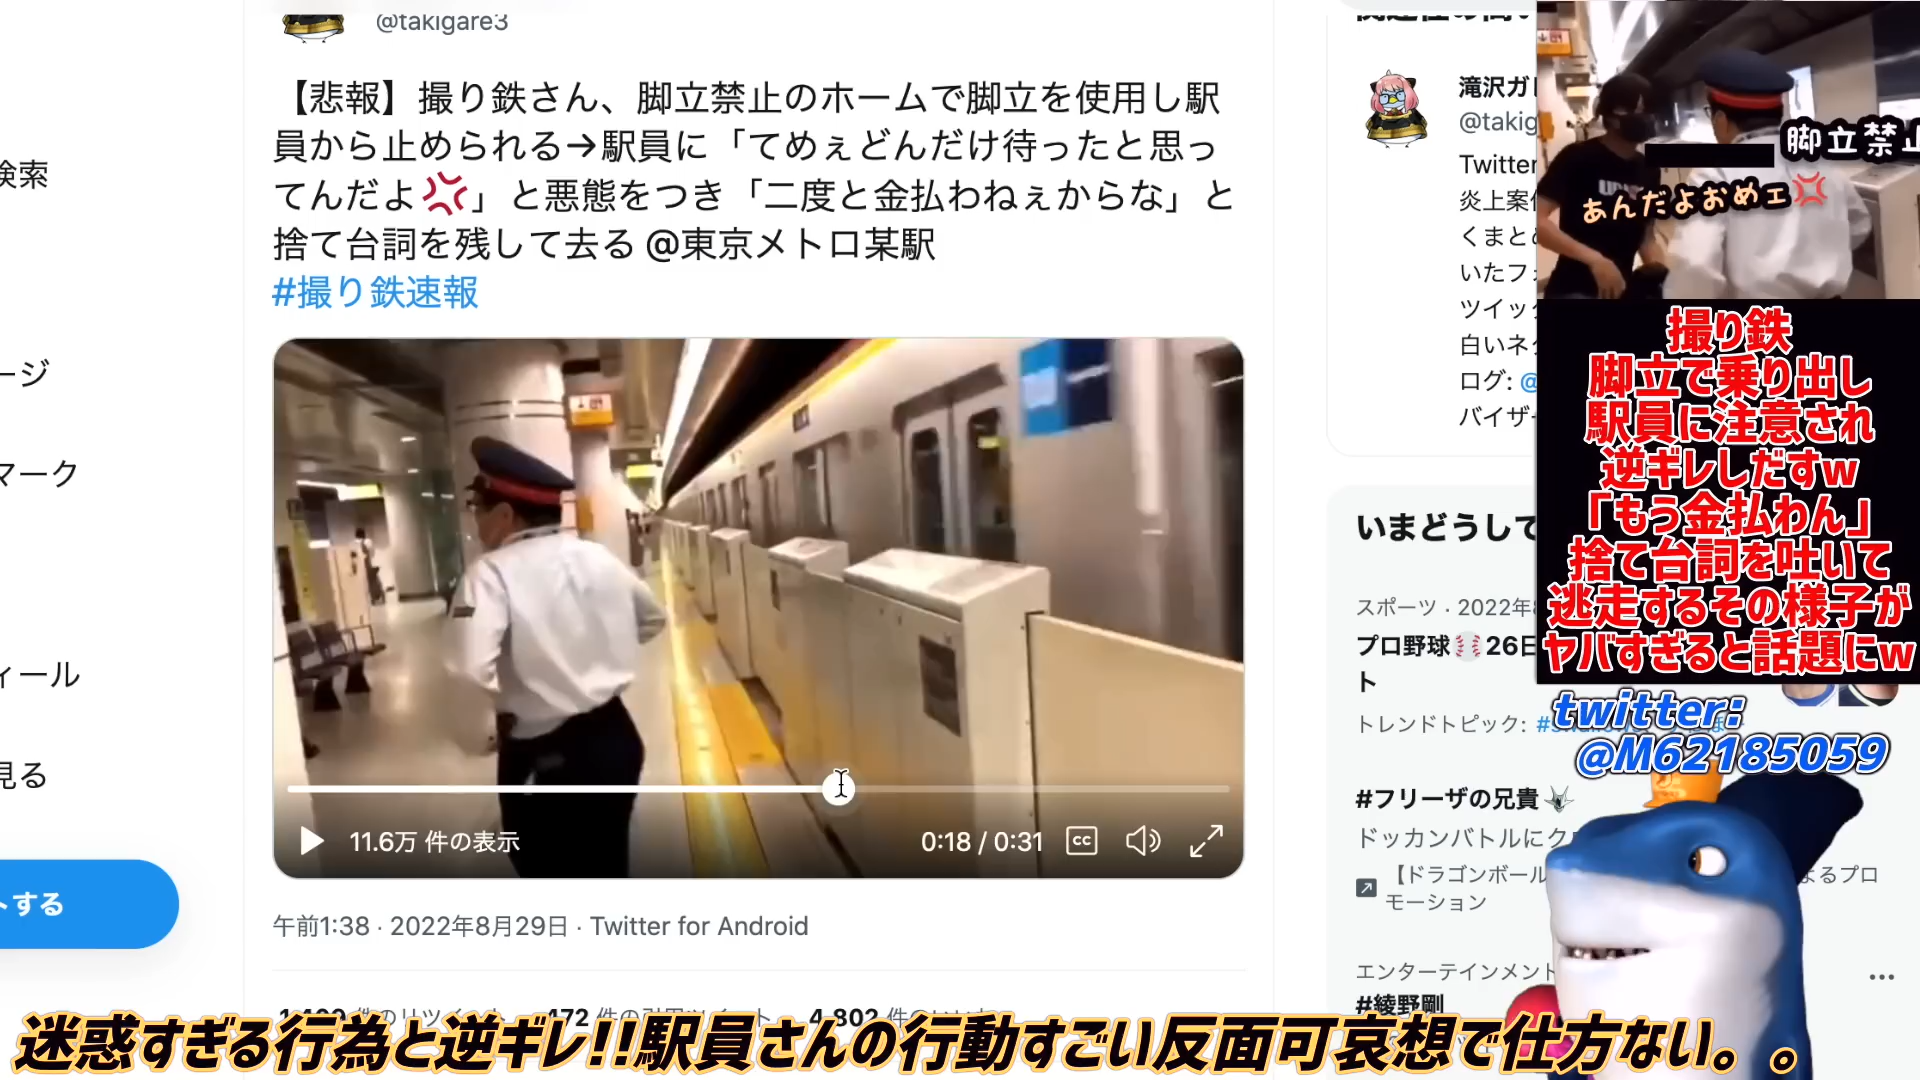 @takigare3
【悲報】撮り鉄さん、脚立禁止のホームで脚立を使用し駅
員から止められる→駅員に「てめぇどんだけ待ったと思っ
てんだよ💢」と悪態をつき「二度と金払わねぇからな」と
捨て台詞を残して去る @東京メトロ某駅
#撮り鉄速報
11.6万 件の表示
0:18 / 0:31
CC
午前1:38 · 2022年8月29日 · Twitter for Android
4,802
検索
ージ
マーク
ィール
見る
トする
滝沢ガ
@takig
Twitter
炎上案件
くまと
いたフ
ツイッ
白いネ
ログ: @
バイザ
いまどうして
スポーツ · 2022年
プロ野球⚾26日
ト
トレンドトピック:
#フリーザの兄貴
ドッカンバトルにク
【ドラゴンボール
よるプロ
モーション
エンターテインメント
#綾野剛
脚立禁止
あんだよおめェ💢
撮り鉄
脚立で乗り出し
駅員に注意され
逆ギレしだすw
「もう金払わん」
捨て台詞を吐いて
逃走するその様子が
ヤバすぎると話題にw
twitter:
@M62185059
迷惑すぎる行為と逆ギレ!!駅員さんの行動すごい反面可哀想で仕方ない。。